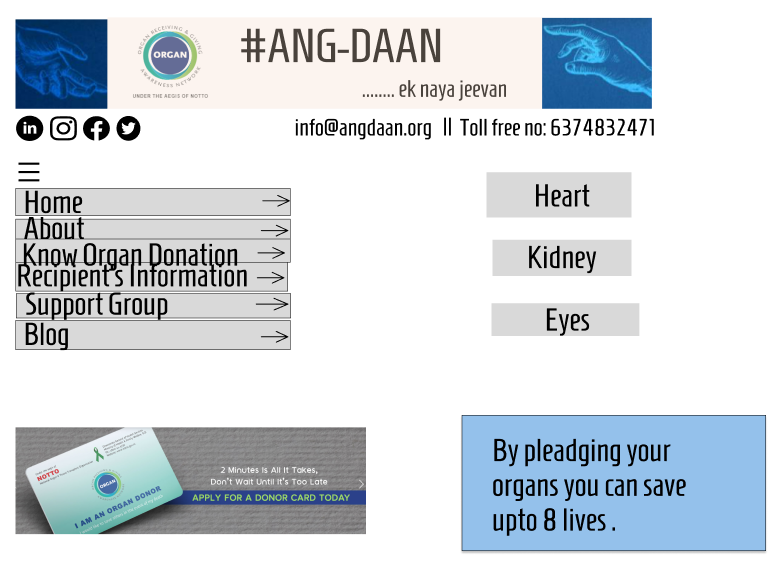 ORGAN RECEIVING & GIVING
ORGAN
AWARENESS NETWORK
UNDER THE AEGIS OF NOTTO
#ANG-DAAN
........ ek naya jeevan
in
info@angdaan.org || Toll free no: 6374832471
Home
About
Know Organ Donation
Recipient's Information
Support Group
Blog
Heart
Kidney
Eyes
NOTTO
ORGAN
I AM AN ORGAN DONOR
2 Minutes Is All It Takes,
Don't Wait Until It's Too Late
APPLY FOR A DONOR CARD TODAY
By pleadging your
organs you can save
upto 8 lives .